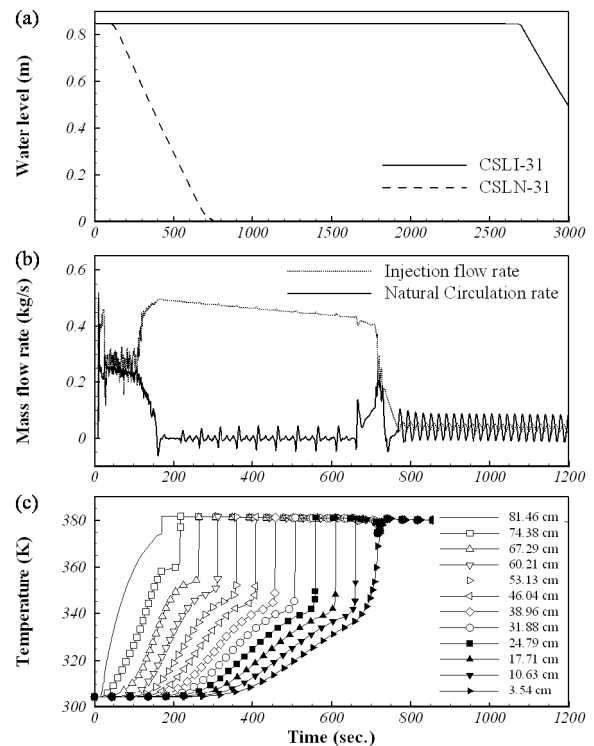 (a)
Water level (m)
0.8
0.6
0.4
0.2
0
CSLI-31
CSLN-31
0 500 1000 1500 2000 2500 3000
(b)
Mass flow rate (kg/s)
0.6
0.4
0.2
0
Injection flow rate
Natural Circulation rate
0 200 400 600 800 1000 1200
(c)
Temperature (K)
380
360
340
320
300
81.46 cm
74.38 cm
67.29 cm
60.21 cm
53.13 cm
46.04 cm
38.96 cm
31.88 cm
24.79 cm
17.71 cm
10.63 cm
3.54 cm
0 200 400 600 800 1000 1200
Time (sec.)